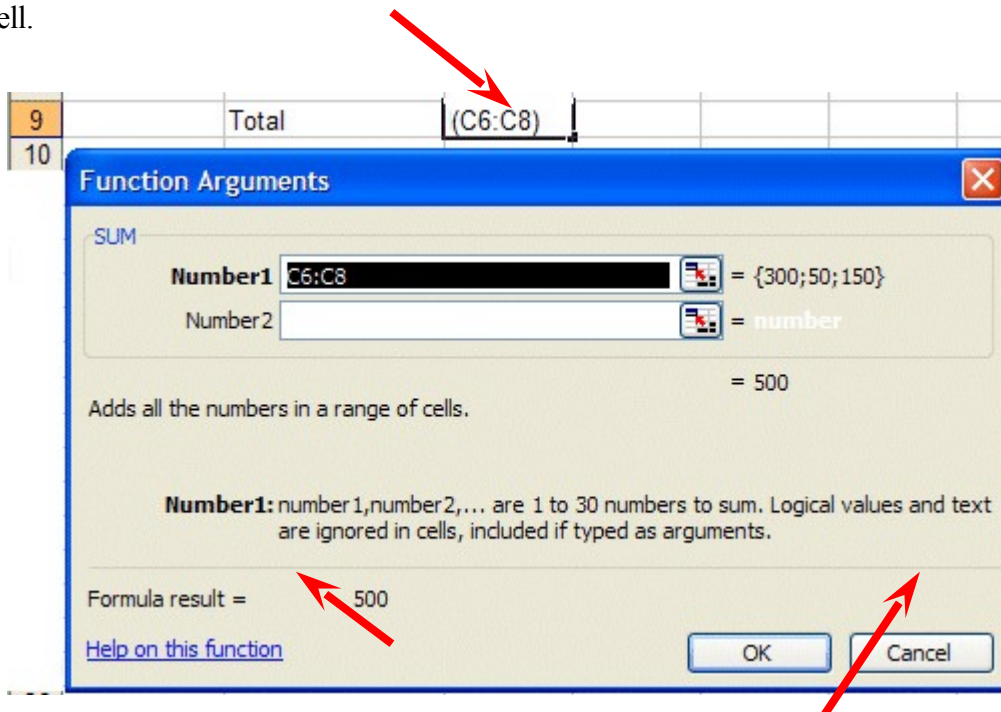 ell.
9 Total (C6:C8)
10
Function Arguments
SUM
Number1 C6:C8 = {300;50;150}
Number2 = number
= 500
Adds all the numbers in a range of cells.
Number1: number1,number2,... are 1 to 30 numbers to sum. Logical values and text
are ignored in cells, included if typed as arguments.
Formula result = 500
Help on this function OK Cancel